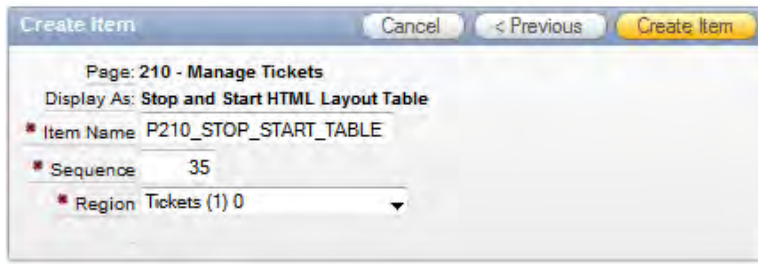 Create Item Cancel < Previous Create Item
Page: 210 - Manage Tickets
Display As: Stop and Start HTML Layout Table
* Item Name P210_STOP_START_TABLE
* Sequence 35
* Region Tickets (1) 0